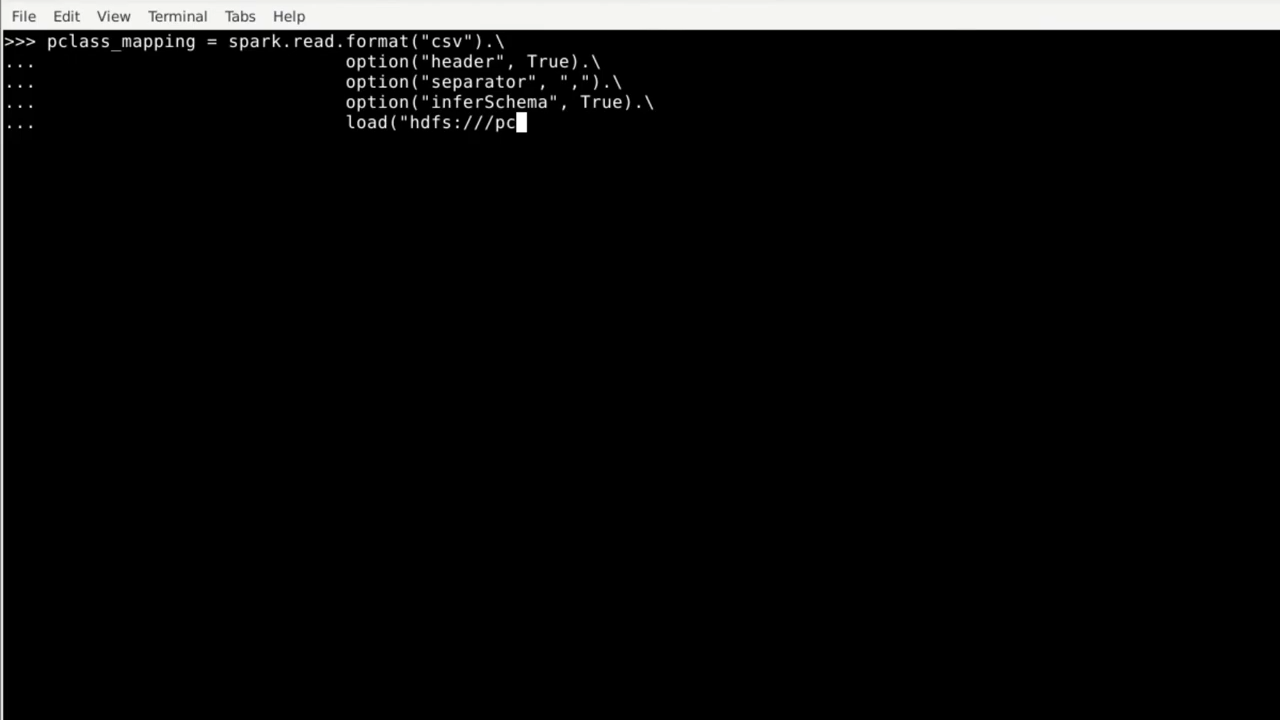 File Edit View Terminal Tabs Help
>>> pclass_mapping = spark.read.format("csv").\
... option("header", True).\
... option("separator", ",").\
... option("inferSchema", True).\
... load("hdfs:///pc